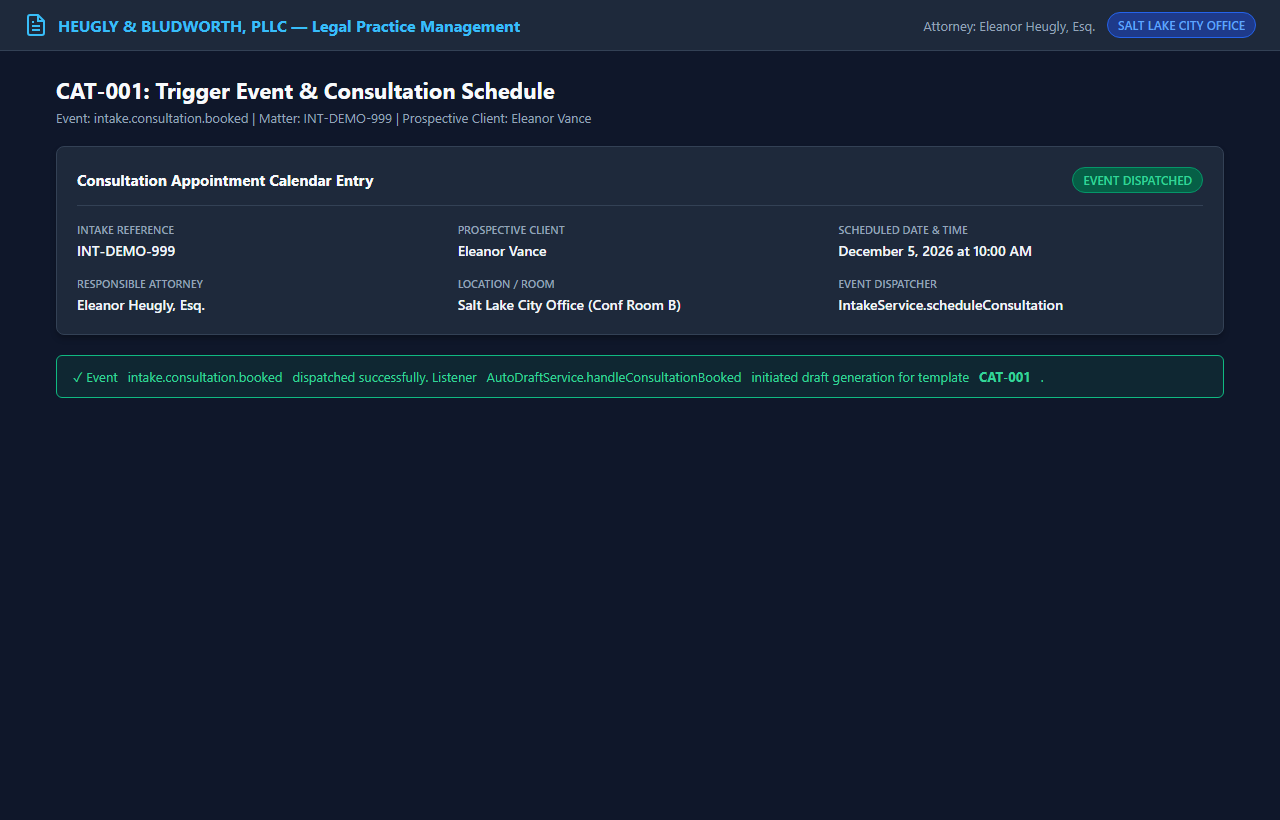 HEUGLY & BLUDWORTH, PLLC — Legal Practice Management
Attorney: Eleanor Heugly, Esq.
SALT LAKE CITY OFFICE
CAT-001: Trigger Event & Consultation Schedule
Event: intake.consultation.booked | Matter: INT-DEMO-999 | Prospective Client: Eleanor Vance
Consultation Appointment Calendar Entry
EVENT DISPATCHED
INTAKE REFERENCE
INT-DEMO-999
PROSPECTIVE CLIENT
Eleanor Vance
SCHEDULED DATE & TIME
December 5, 2026 at 10:00 AM
RESPONSIBLE ATTORNEY
Eleanor Heugly, Esq.
LOCATION / ROOM
Salt Lake City Office (Conf Room B)
EVENT DISPATCHER
IntakeService.scheduleConsultation
✓ Event intake.consultation.booked dispatched successfully. Listener AutoDraftService.handleConsultationBooked initiated draft generation for template CAT-001 .